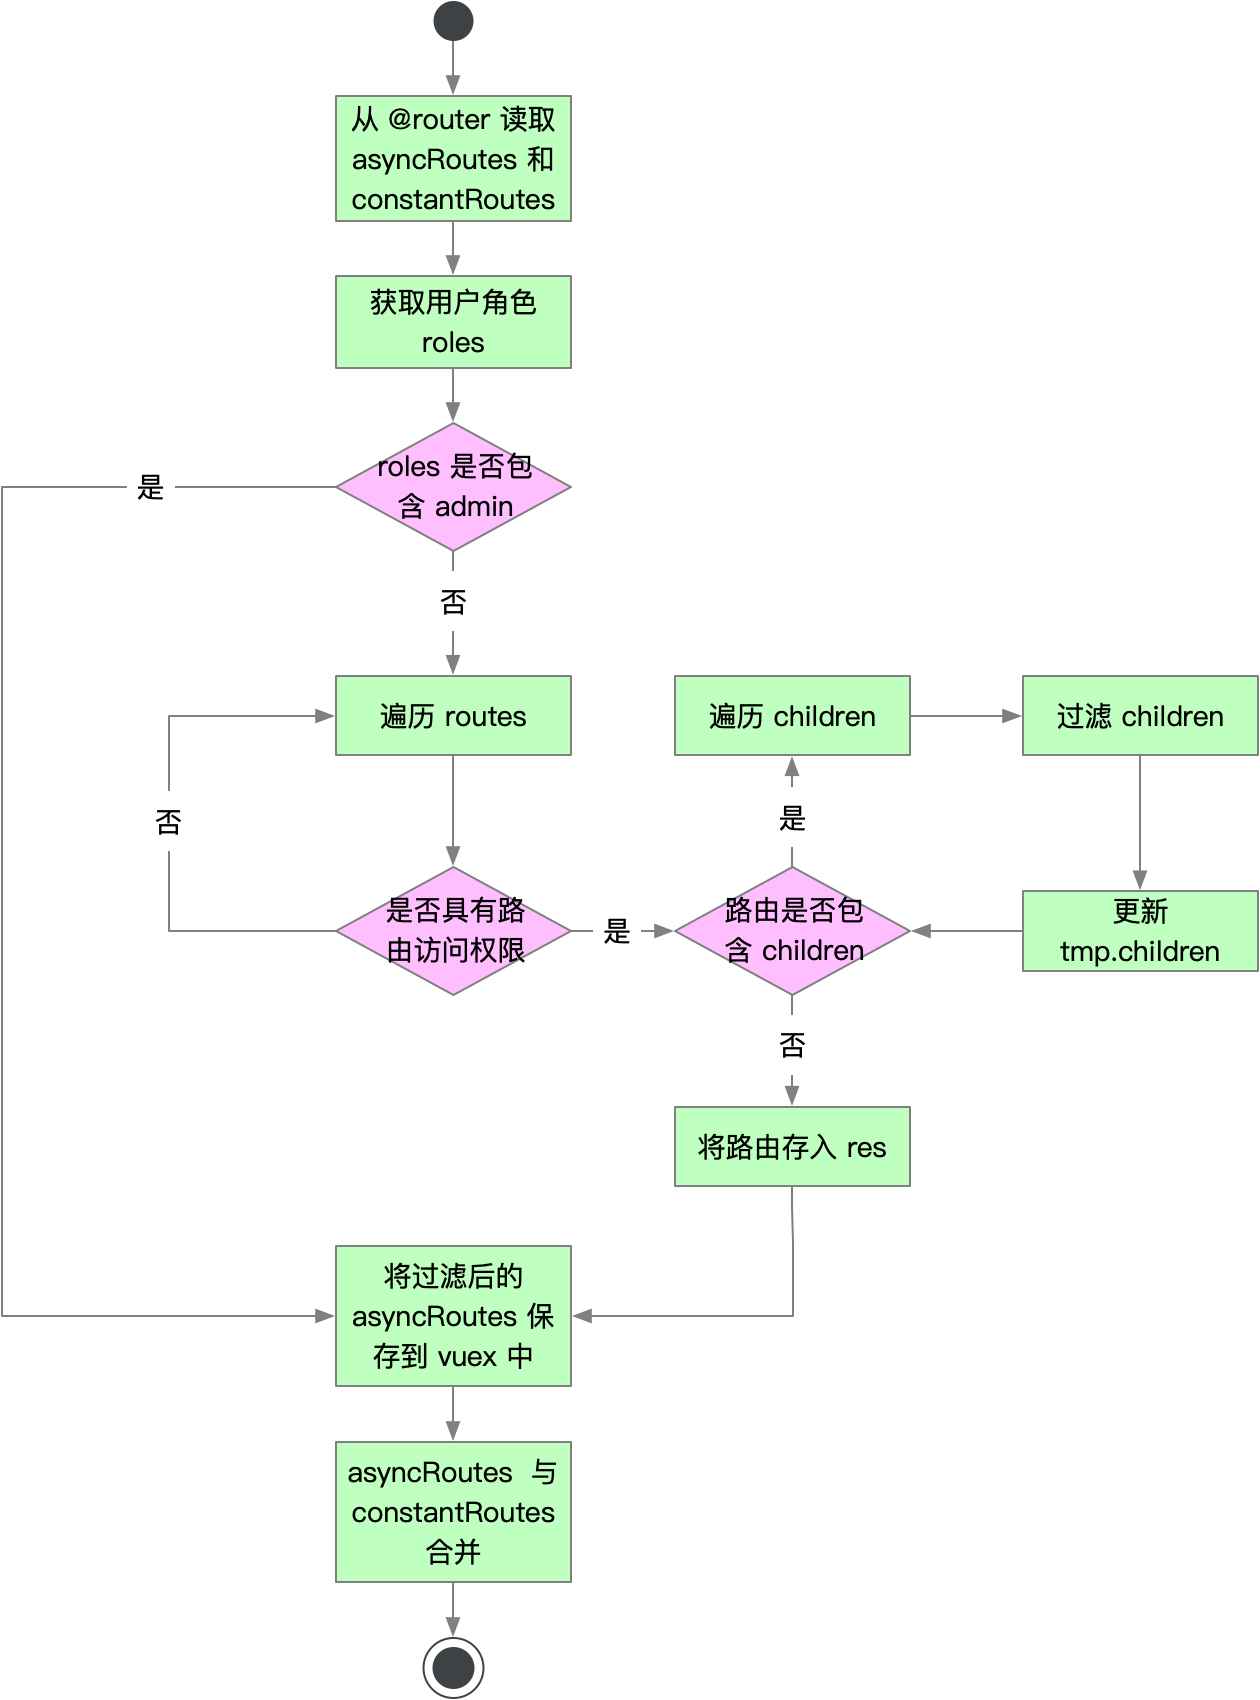 从 @router 读取
asyncRoutes 和
constantRoutes
获取用户角色
roles
roles 是否包
含 admin
是
否
遍历 routes
遍历 children
过滤 children
否
是
是否具有路
由访问权限
是
路由是否包
含 children
更新
tmp.children
否
将路由存入 res
将过滤后的
asyncRoutes 保
存到 vuex 中
asyncRoutes 与
constantRoutes
合并